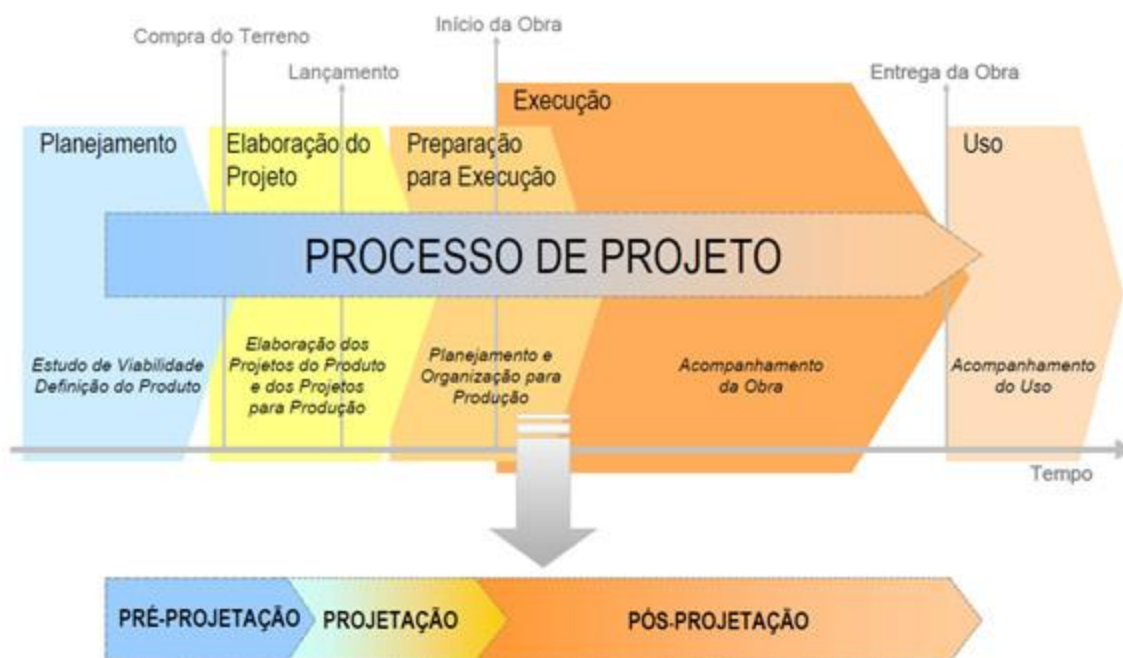 Início da Obra
Compra do Terreno
Lançamento
Entrega da Obra
Execução
Planejamento
Elaboração do
Projeto
Preparação
para Execução
Uso
PROCESSO DE PROJETO
Estudo de Viabilidade
Definição do Produto
Elaboração dos
Projetos do Produto
e dos Projetos
para Produção
Planejamento e
Organização para
Produção
Acompanhamento
da Obra
Acompanhamento
do Uso
Tempo
PRÉ-PROJETAÇÃO
PROJETAÇÃO
PÓS-PROJETAÇÃO